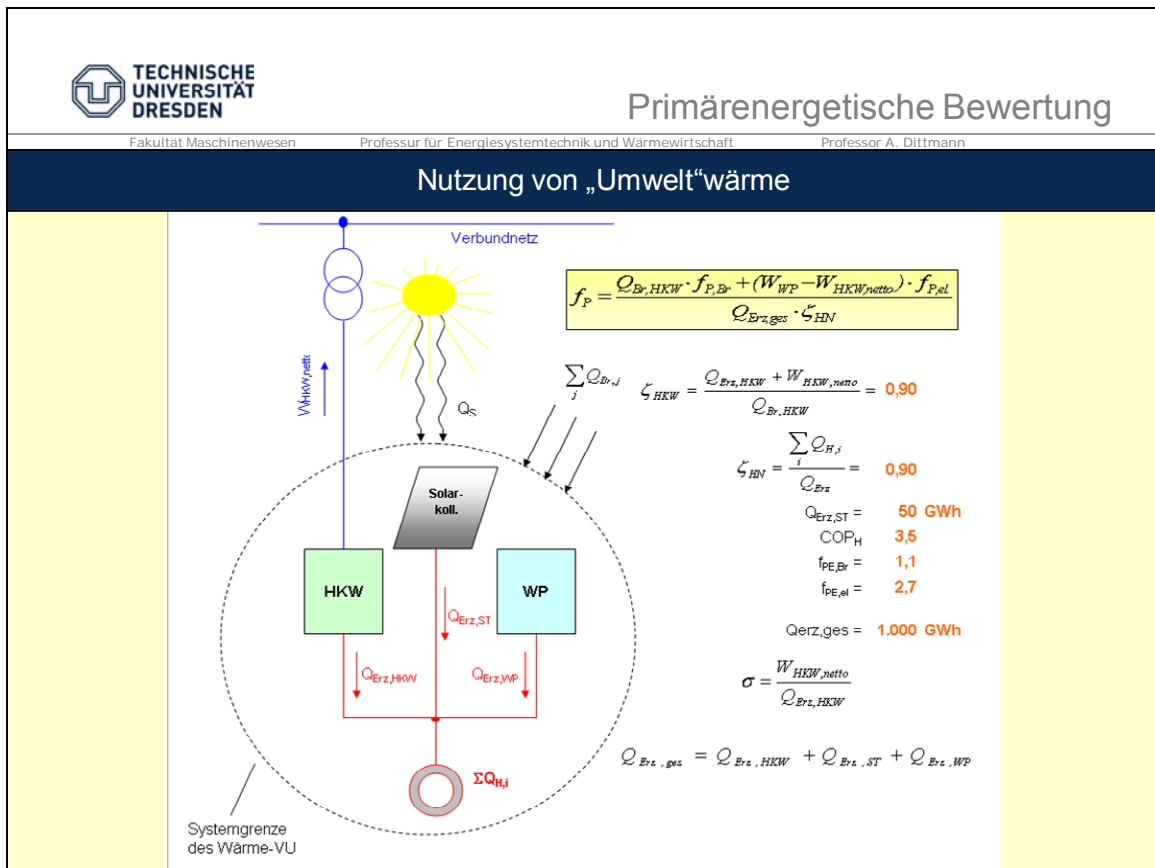 TECHNISCHE
UNIVERSITÄT
DRESDEN
Primärenergetische Bewertung
Fakultät Maschinenwesen Professur für Energiesystemtechnik und Wärmewirtschaft Professor A. Dittmann
Nutzung von „Umwelt“wärme
Verbundnetz
f_P = (Q_Br,HKW · f_P,Br + (W_WP − W_HKW,netto) · f_P,el) / (Q_Erz,ges · ζ_HN)
W_HKW,netto
Q_S
∑_j Q_Br,j
ζ_HKW = (Q_Erz,HKW + W_HKW,netto) / Q_Br,HKW = 0,90
ζ_HN = ∑_i Q_H,i / Q_Erz = 0,90
Solar-
koll.
Q_Erz,ST = 50 GWh
COP_H 3,5
f_PE,Br = 1,1
f_PE,el = 2,7
HKW
WP
Q_Erz,ST
Qerz,ges = 1.000 GWh
Q_Erz,HKW
Q_Erz,WP
σ = W_HKW,netto / Q_Erz,HKW
Q_Erz,ges = Q_Erz,HKW + Q_Erz,ST + Q_Erz,WP
ΣQ_H,i
Systemgrenze
des Wärme-VU